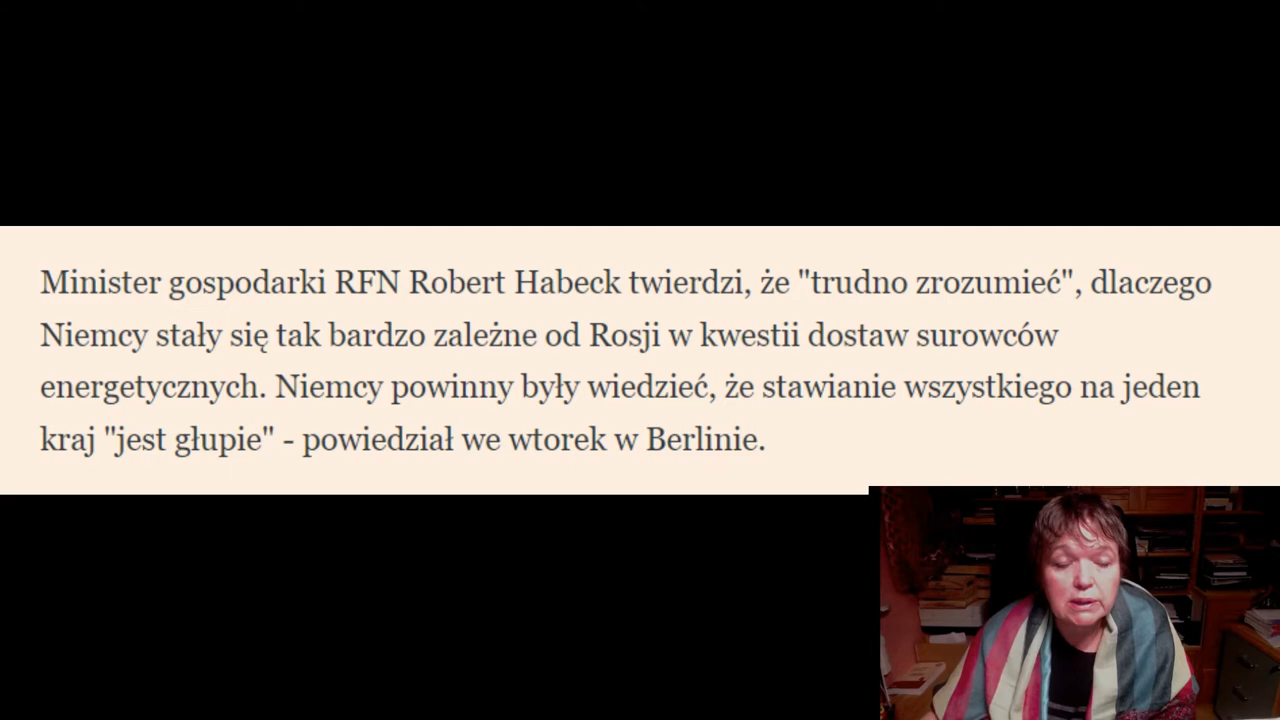 Minister gospodarki RFN Robert Habeck twierdzi, że "trudno zrozumieć", dlaczego
Niemcy stały się tak bardzo zależne od Rosji w kwestii dostaw surowców
energetycznych. Niemcy powinny były wiedzieć, że stawianie wszystkiego na jeden
kraj "jest głupie" - powiedział we wtorek w Berlinie.